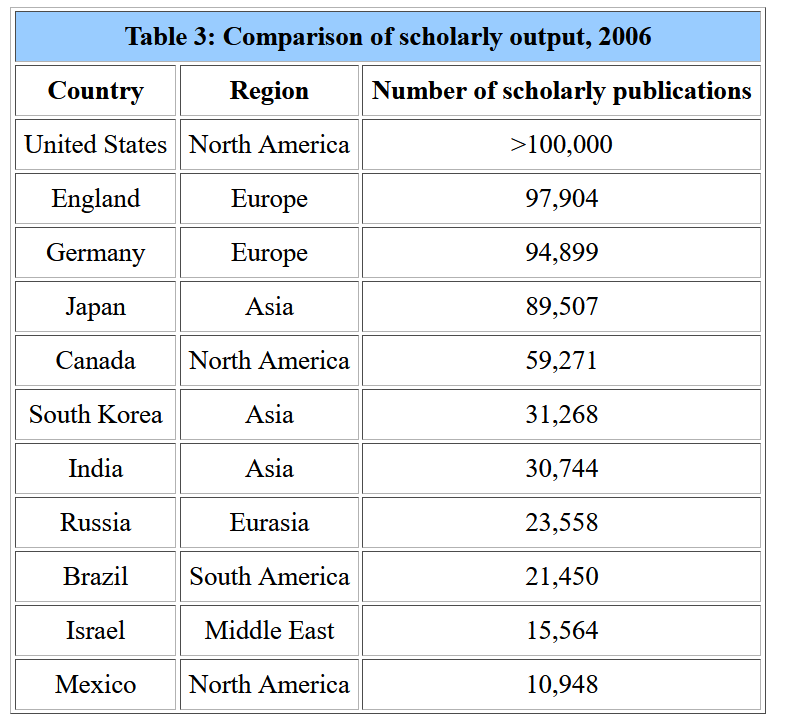 Table 3: Comparison of scholarly output, 2006
Country Region Number of scholarly publications
United States North America >100,000
England Europe 97,904
Germany Europe 94,899
Japan Asia 89,507
Canada North America 59,271
South Korea Asia 31,268
India Asia 30,744
Russia Eurasia 23,558
Brazil South America 21,450
Israel Middle East 15,564
Mexico North America 10,948